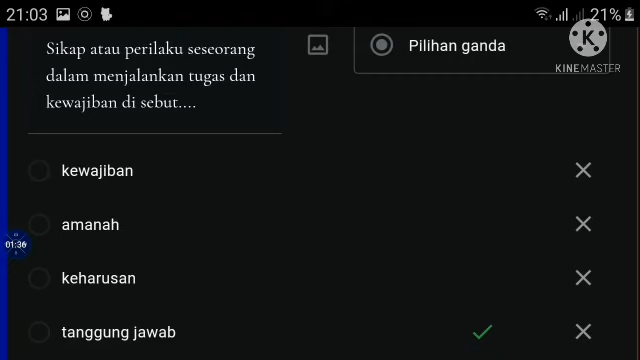 21:03
21%
Sikap atau perilaku seseorang
dalam menjalankan tugas dan
kewajiban di sebut....
Pilihan ganda
K
KINEMASTER
kewajiban
amanah
01:36
keharusan
tanggung jawab